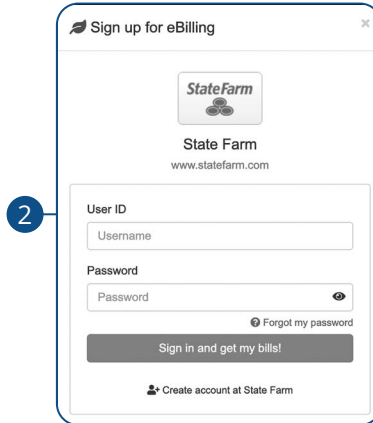 Sign up for eBilling ×
StateFarm
State Farm
www.statefarm.com
2
User ID
Username
Password
Password
Forgot my password
Sign in and get my bills!
Create account at State Farm